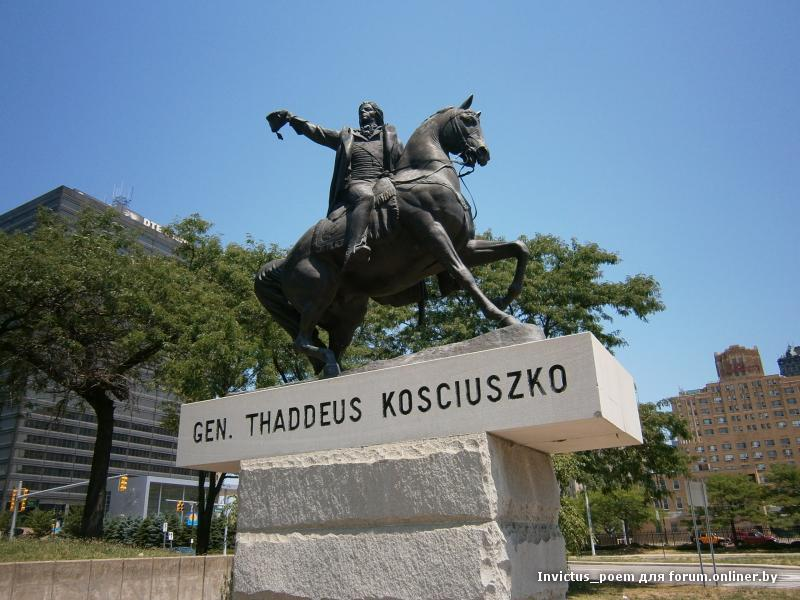 DTE
GEN. THADDEUS KOSCIUSZKO
Invictus_poem для forum.onliner.by